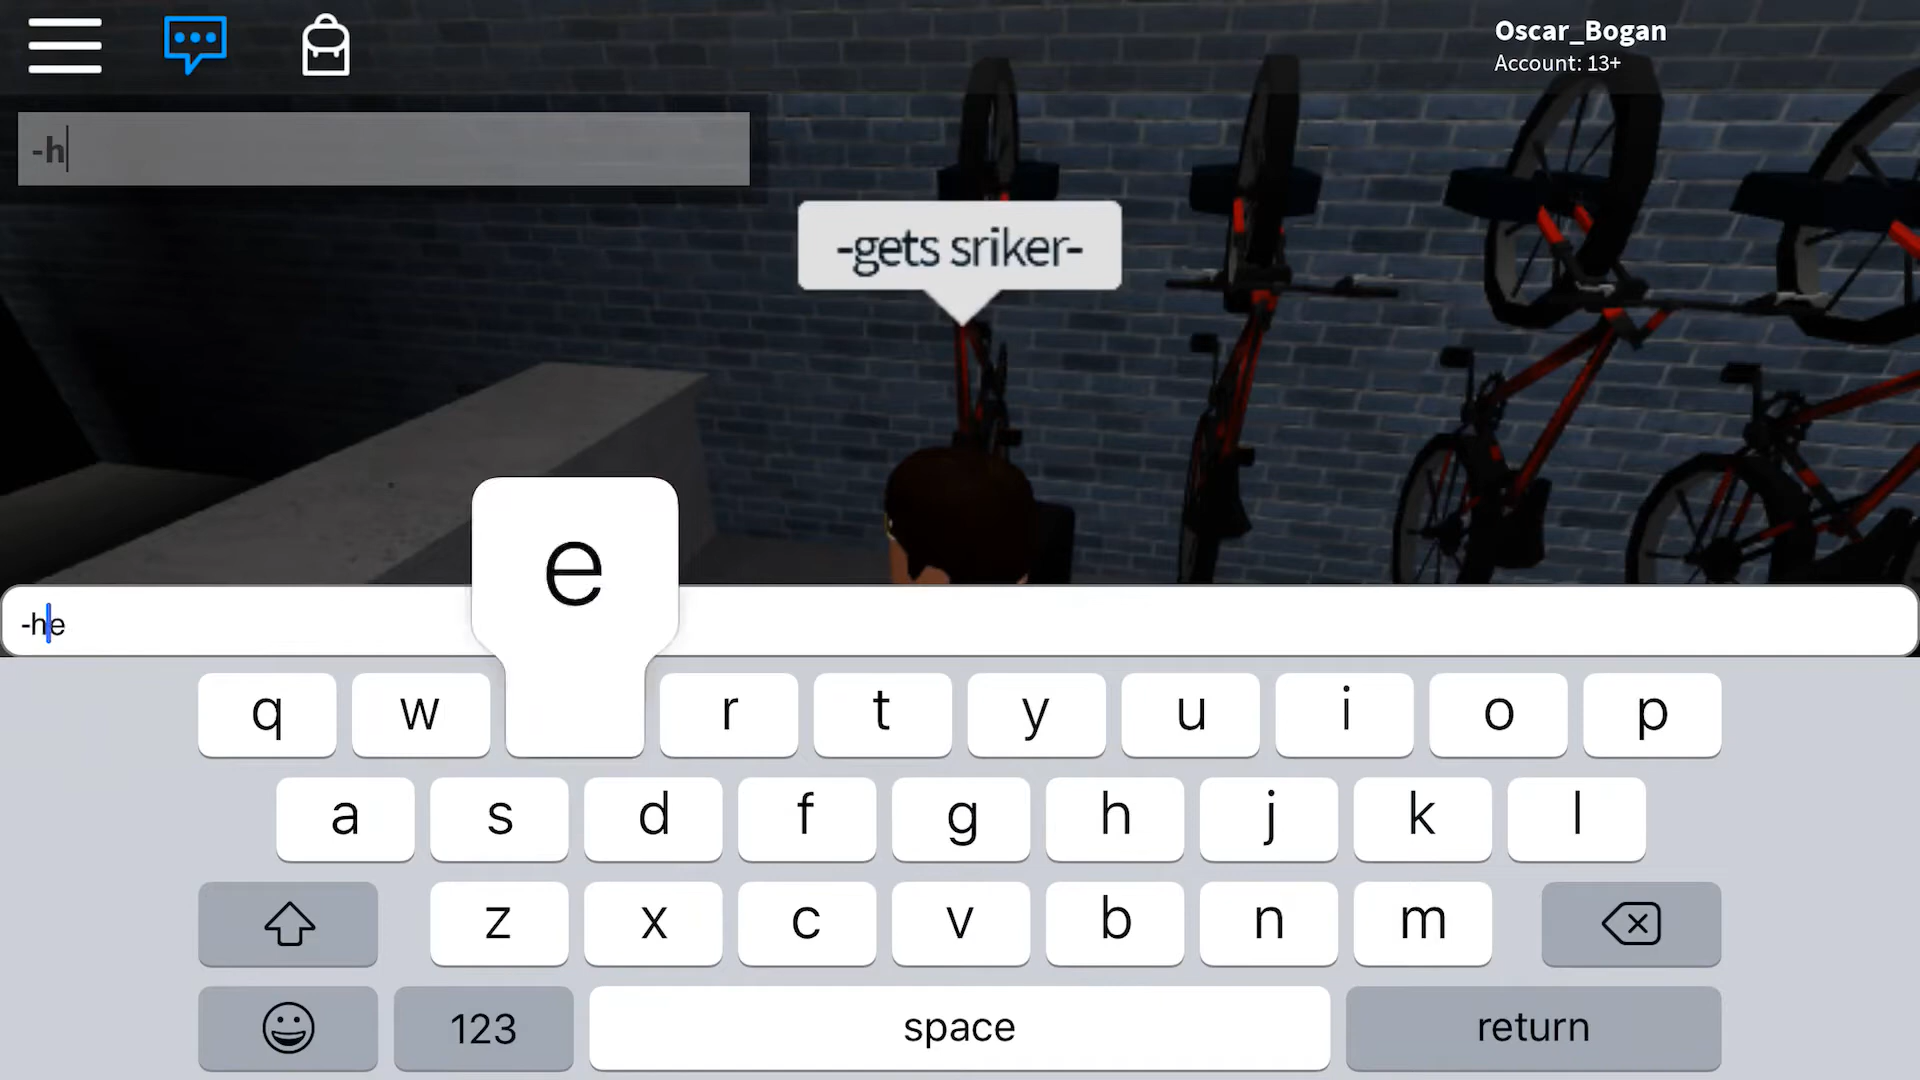 Oscar_Bogan
Account: 13+
-h
-gets sriker-
e
-he
q w r t y u i o p
a s d f g h j k l
z x c v b n m
123 space return